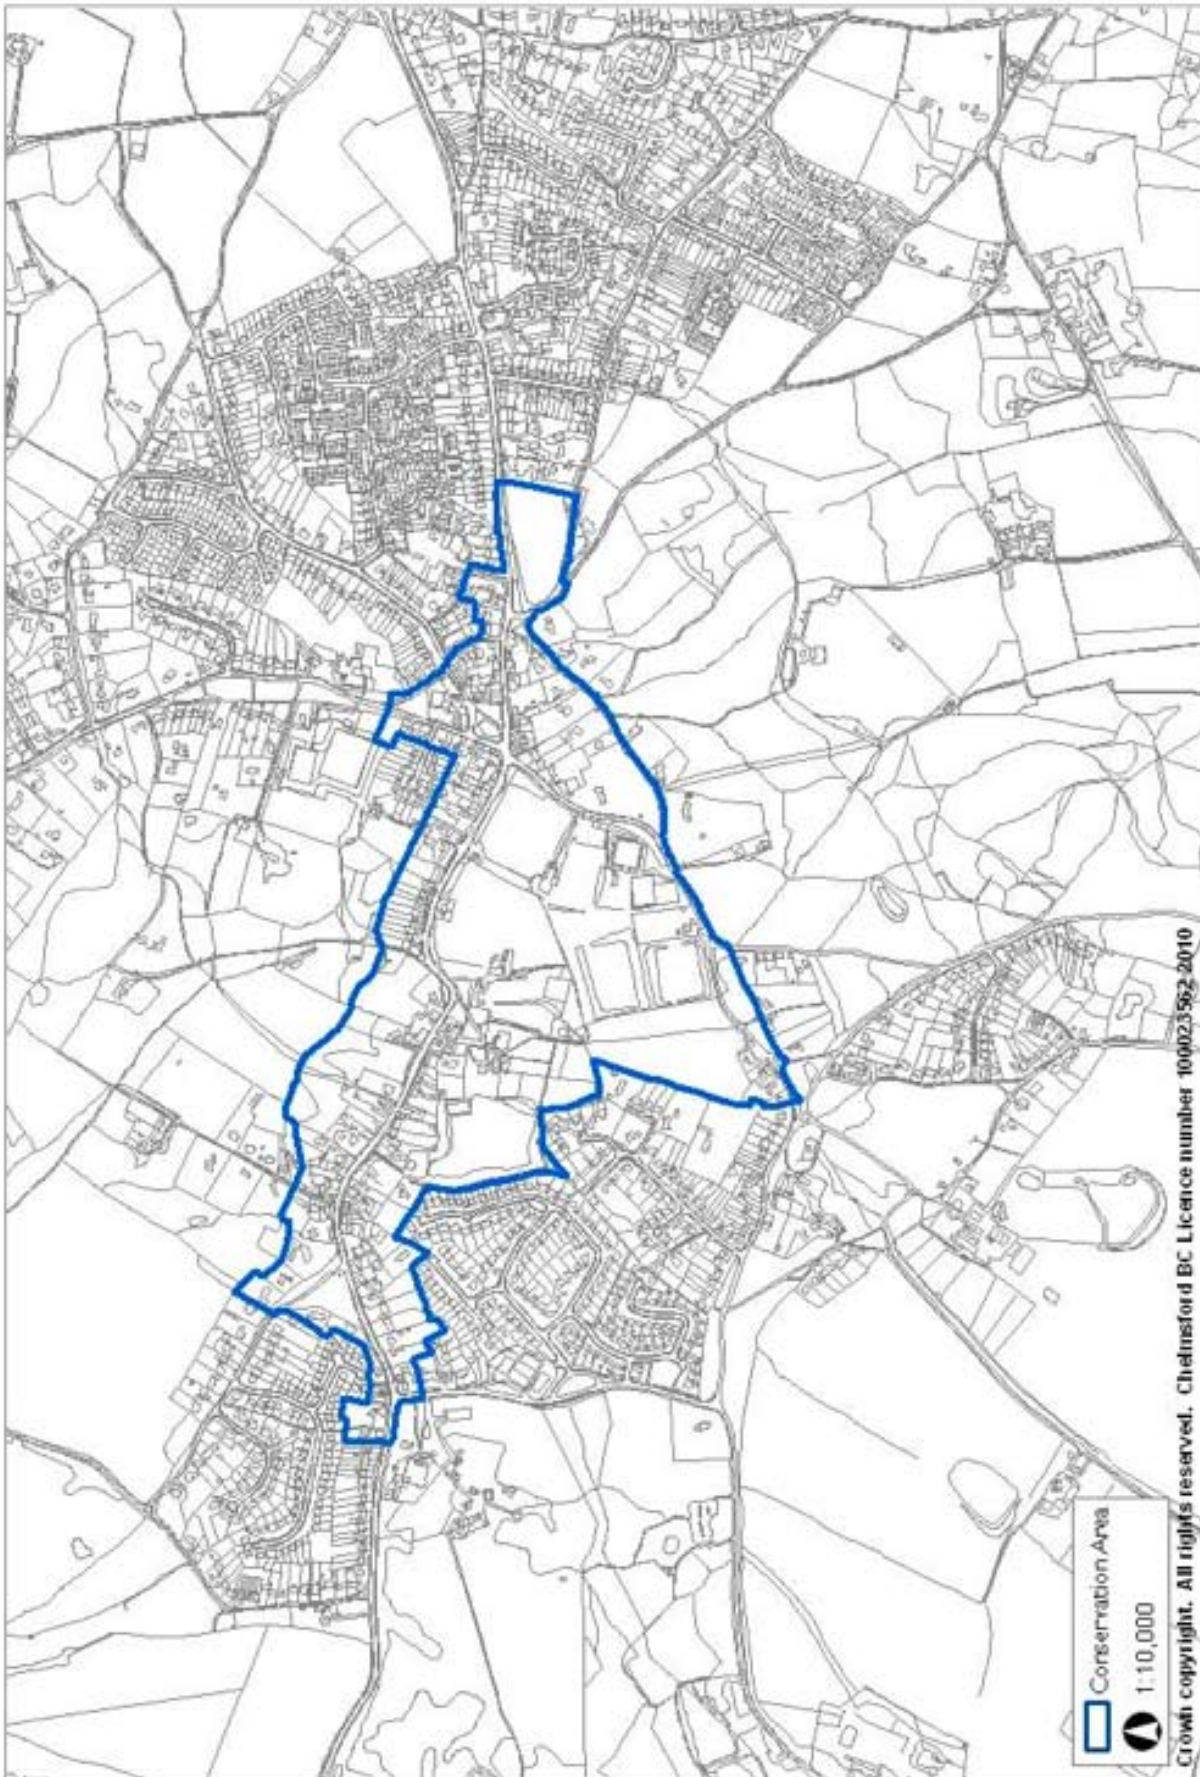 Conservation Area
1:10,000
Crown copyright. All rights reserved. Chelmsford BC Licence number 100023562 2010